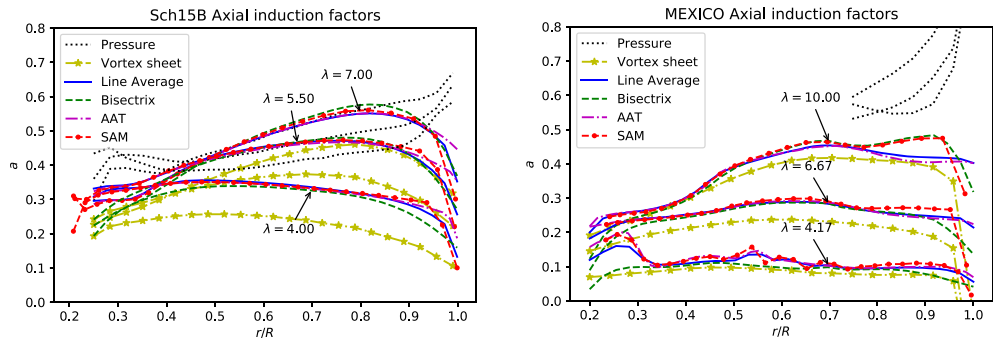 Sch15B Axial induction factors
0.8
0.7
0.6
0.5
0.4
0.3
0.2
0.1
0.0
a
Pressure
Vortex sheet
Line Average
Bisectrix
AAT
SAM
λ = 7.00
λ = 5.50
λ = 4.00
0.2 0.3 0.4 0.5 0.6 0.7 0.8 0.9 1.0
r/R
MEXICO Axial induction factors
0.8
0.7
0.6
0.5
0.4
0.3
0.2
0.1
0.0
a
Pressure
Vortex sheet
Line Average
Bisectrix
AAT
SAM
λ = 10.00
λ = 6.67
λ = 4.17
0.2 0.3 0.4 0.5 0.6 0.7 0.8 0.9 1.0
r/R